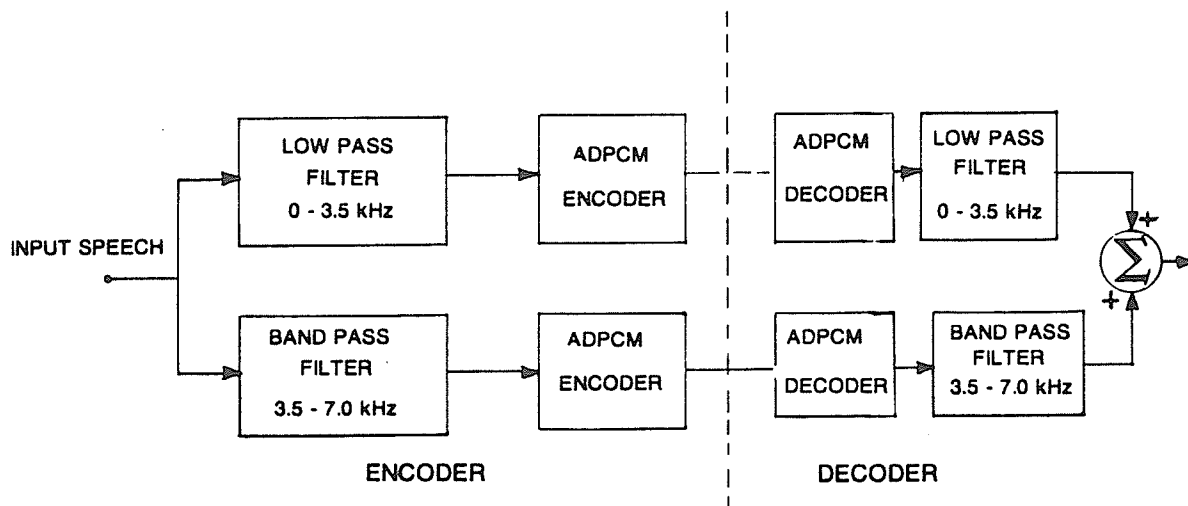 LOW PASS
FILTER
0 - 3.5 kHz
ADPCM
ENCODER
ADPCM
DECODER
LOW PASS
FILTER
0 - 3.5 kHz
INPUT SPEECH
+
Σ
+
BAND PASS
FILTER
3.5 - 7.0 kHz
ADPCM
ENCODER
ADPCM
DECODER
BAND PASS
FILTER
3.5 - 7.0 kHz
ENCODER
DECODER